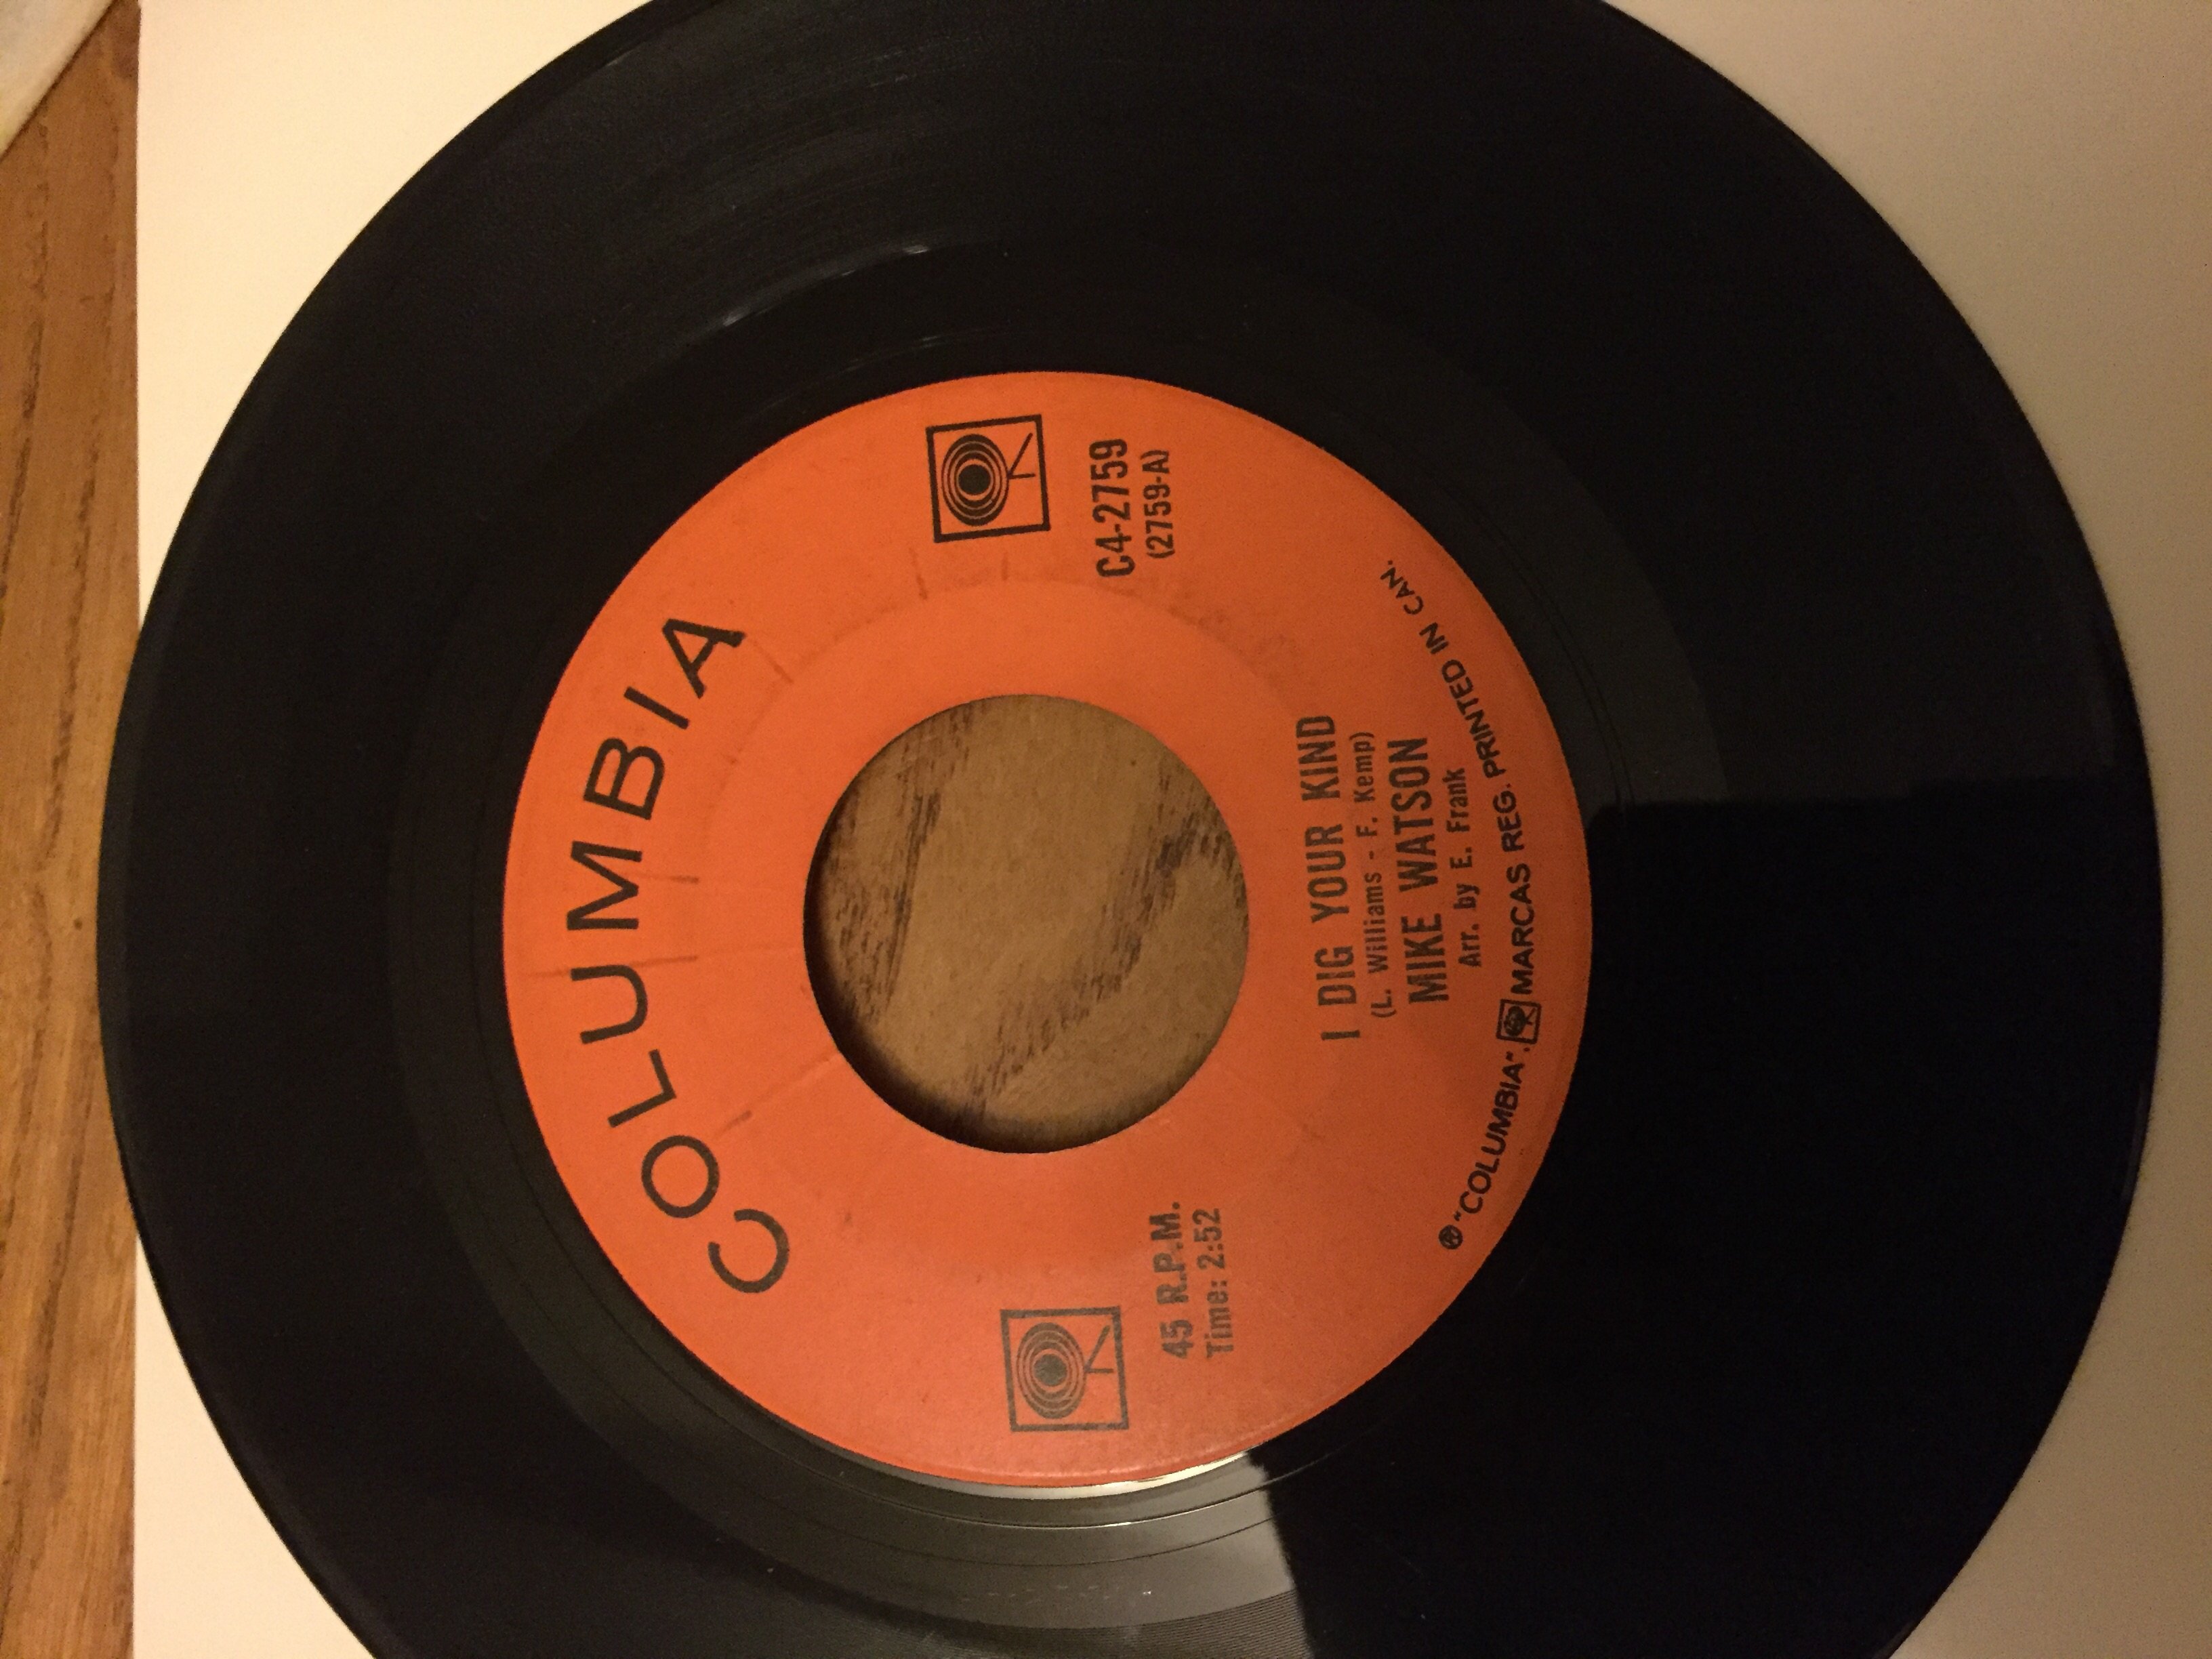 COLUMBIA
45 R.P.M.
Time: 2:52
C4-2759
(2759-A)
I DIG YOUR KIND
(L. Williams - F. Kemp)
MIKE WATSON
Arr. by E. Frank
"COLUMBIA", MARCAS REG. PRINTED IN CAN.